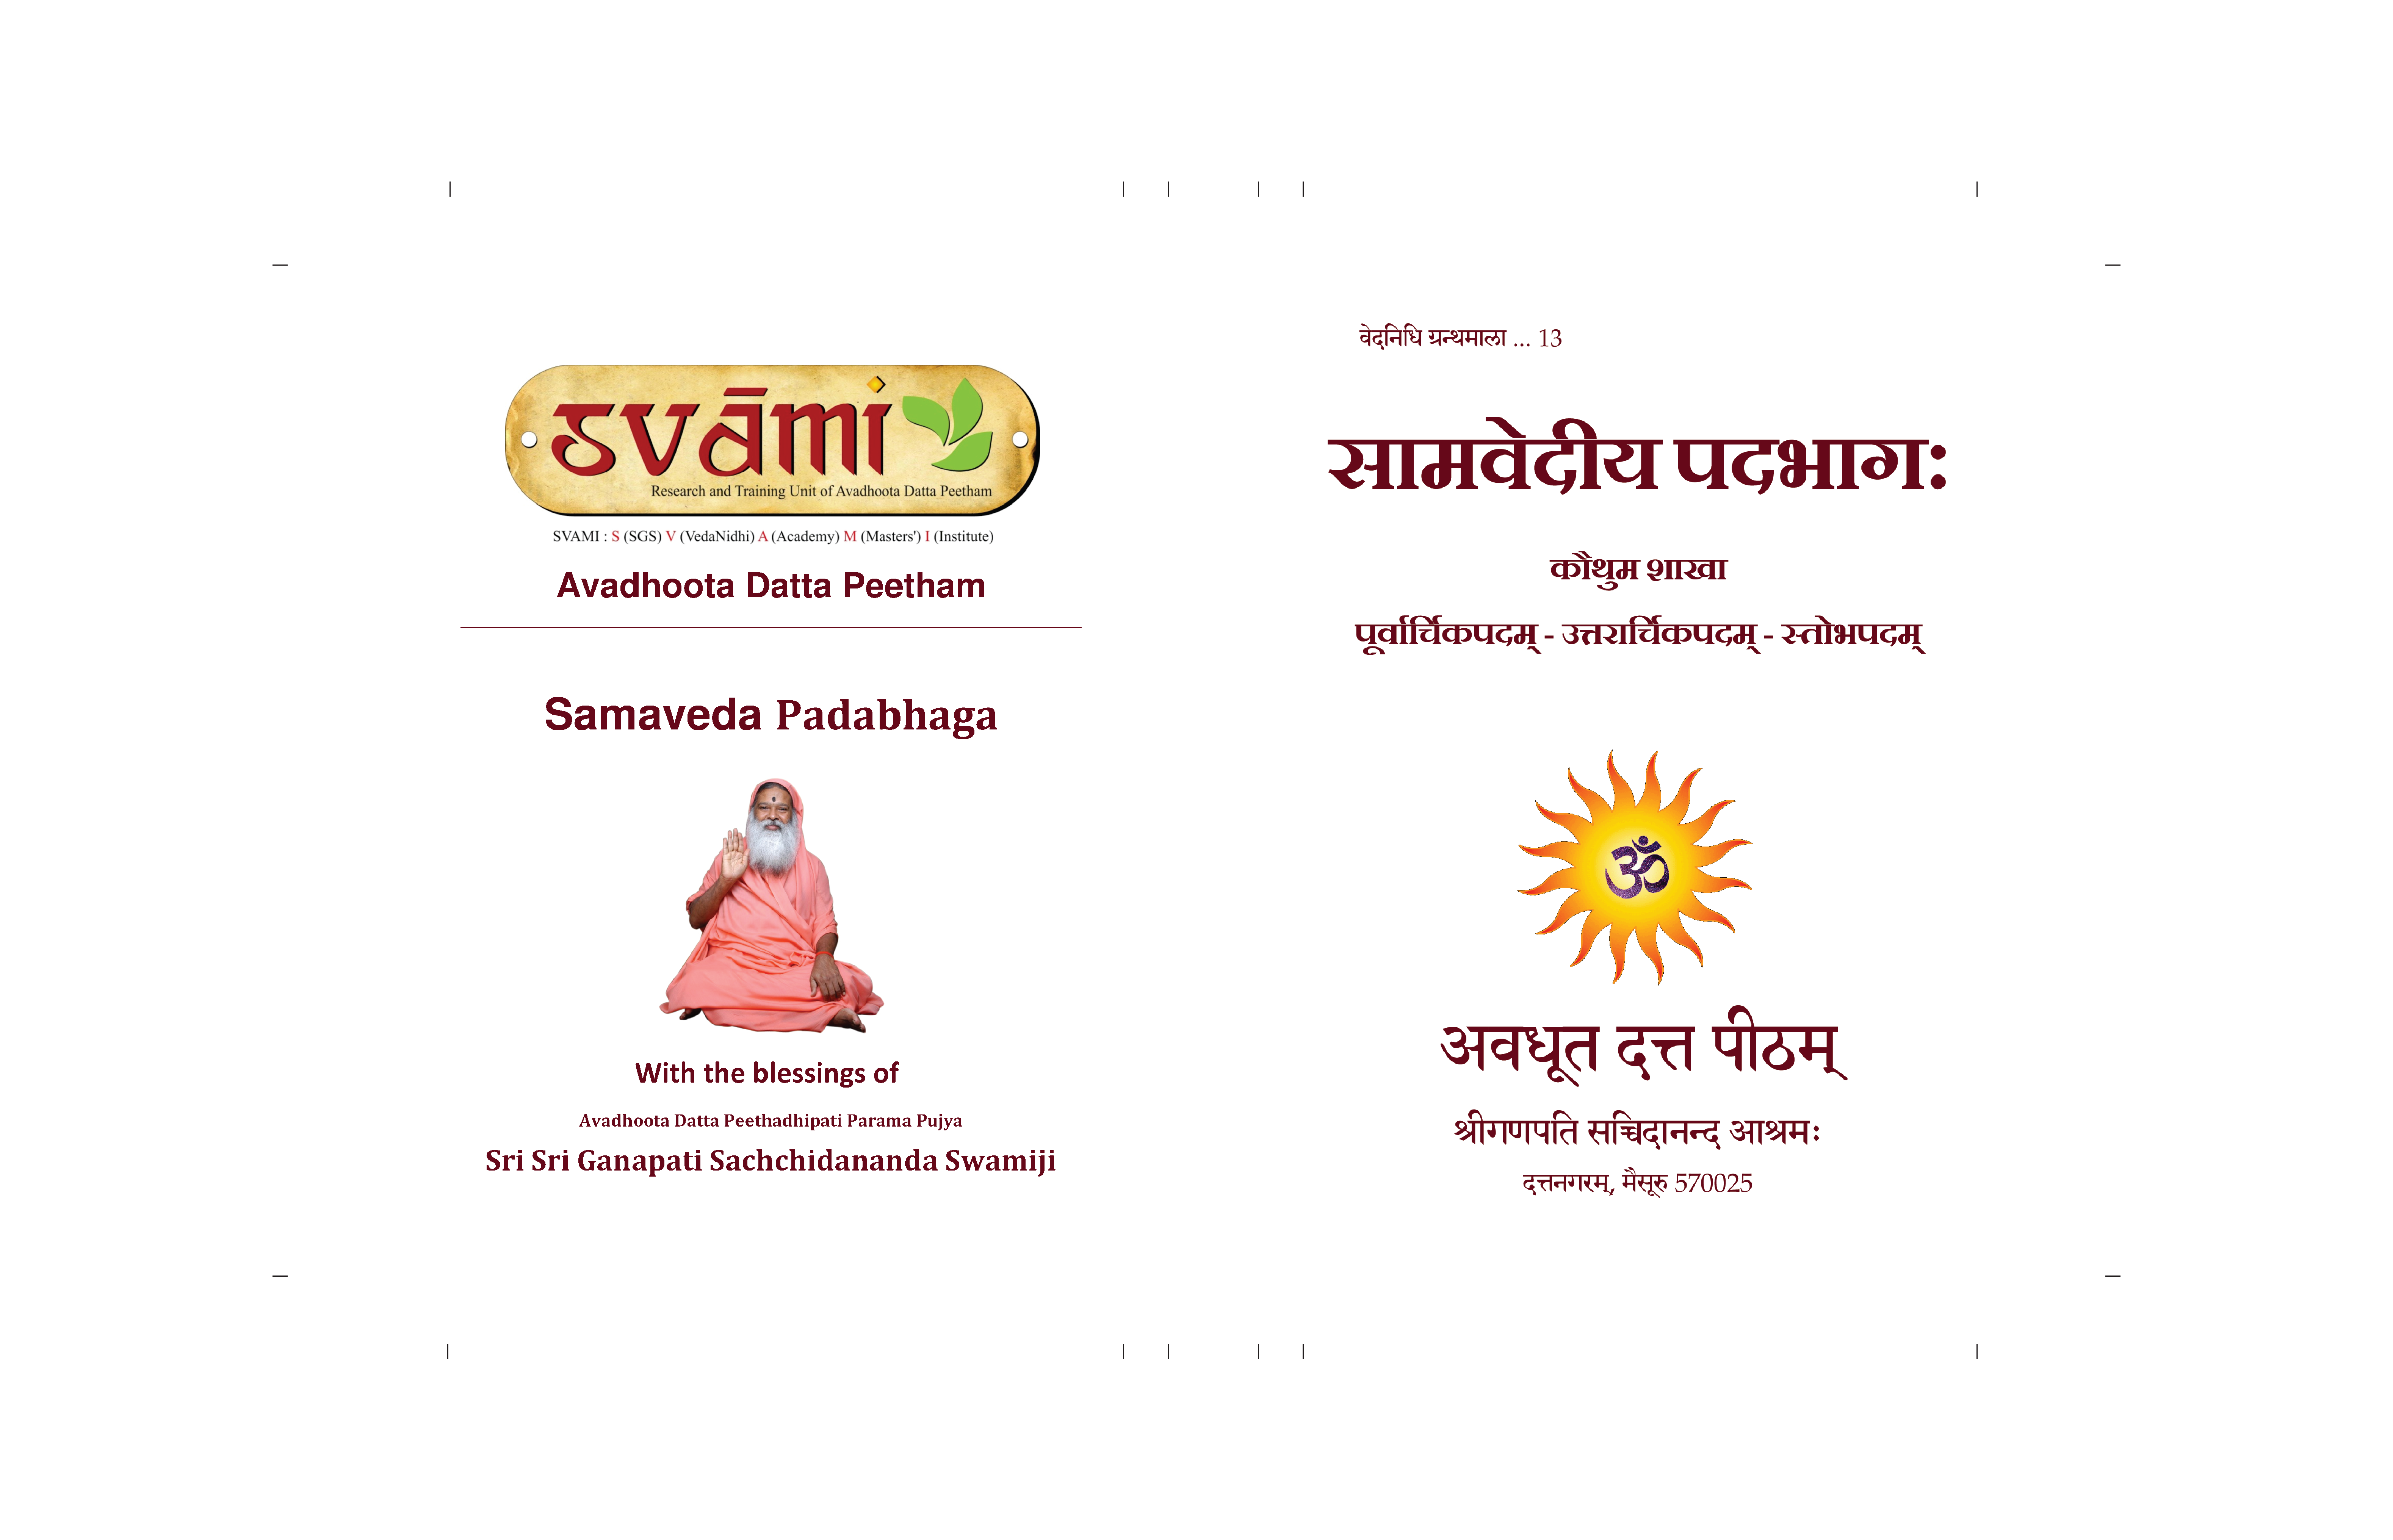 svāmi
Research and Training Unit of Avadhoota Datta Peetham
SVAMI : S (SGS) V (VedaNidhi) A (Academy) M (Masters') I (Institute)
Avadhoota Datta Peetham
Samaveda Padabhaga
With the blessings of
Avadhoota Datta Peethadhipati Parama Pujya
Sri Sri Ganapati Sachchidananda Swamiji
वेदनिधि ग्रन्थमाला ... 13
सामवेदीय पदभागः
कौथुम शाखा
पूर्वार्चिकपदम् - उत्तरार्चिकपदम् - स्तोभपदम्
ॐ
अवधूत दत्त पीठम्
श्रीगणपति सच्चिदानन्द आश्रमः
दत्तनगरम्, मैसूरु 570025